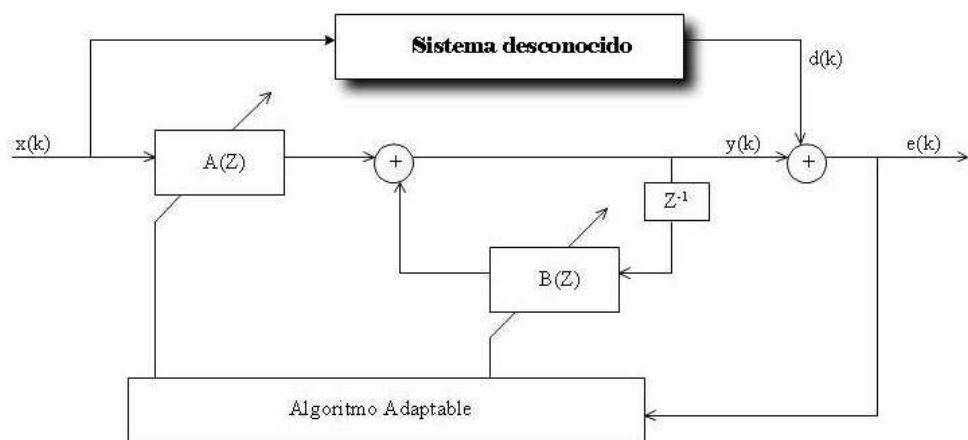 Sistema desconocido
d(k)
x(k)
A(Z)
+
y(k)
+
e(k)
Z⁻¹
B(Z)
Algoritmo Adaptable